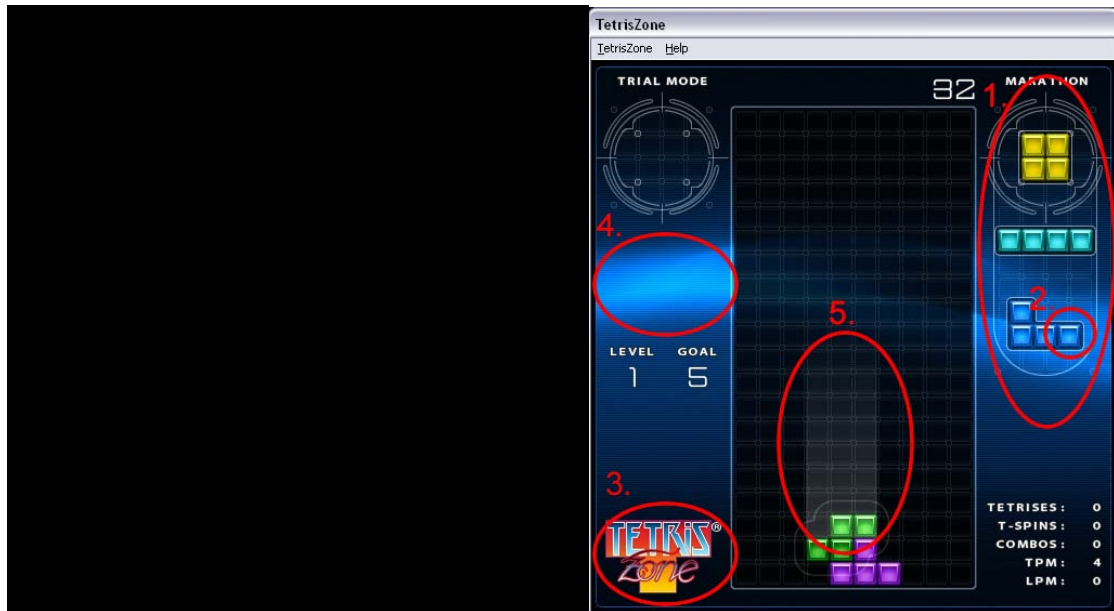 TetrisZone
TetrisZone Help
TRIAL MODE
32
MARATHON
1.
4.
2.
5.
LEVEL GOAL
1 5
3.
TETRIS®
Zone
TETRISES: 0
T-SPINS: 0
COMBOS: 0
TPM: 4
LPM: 0